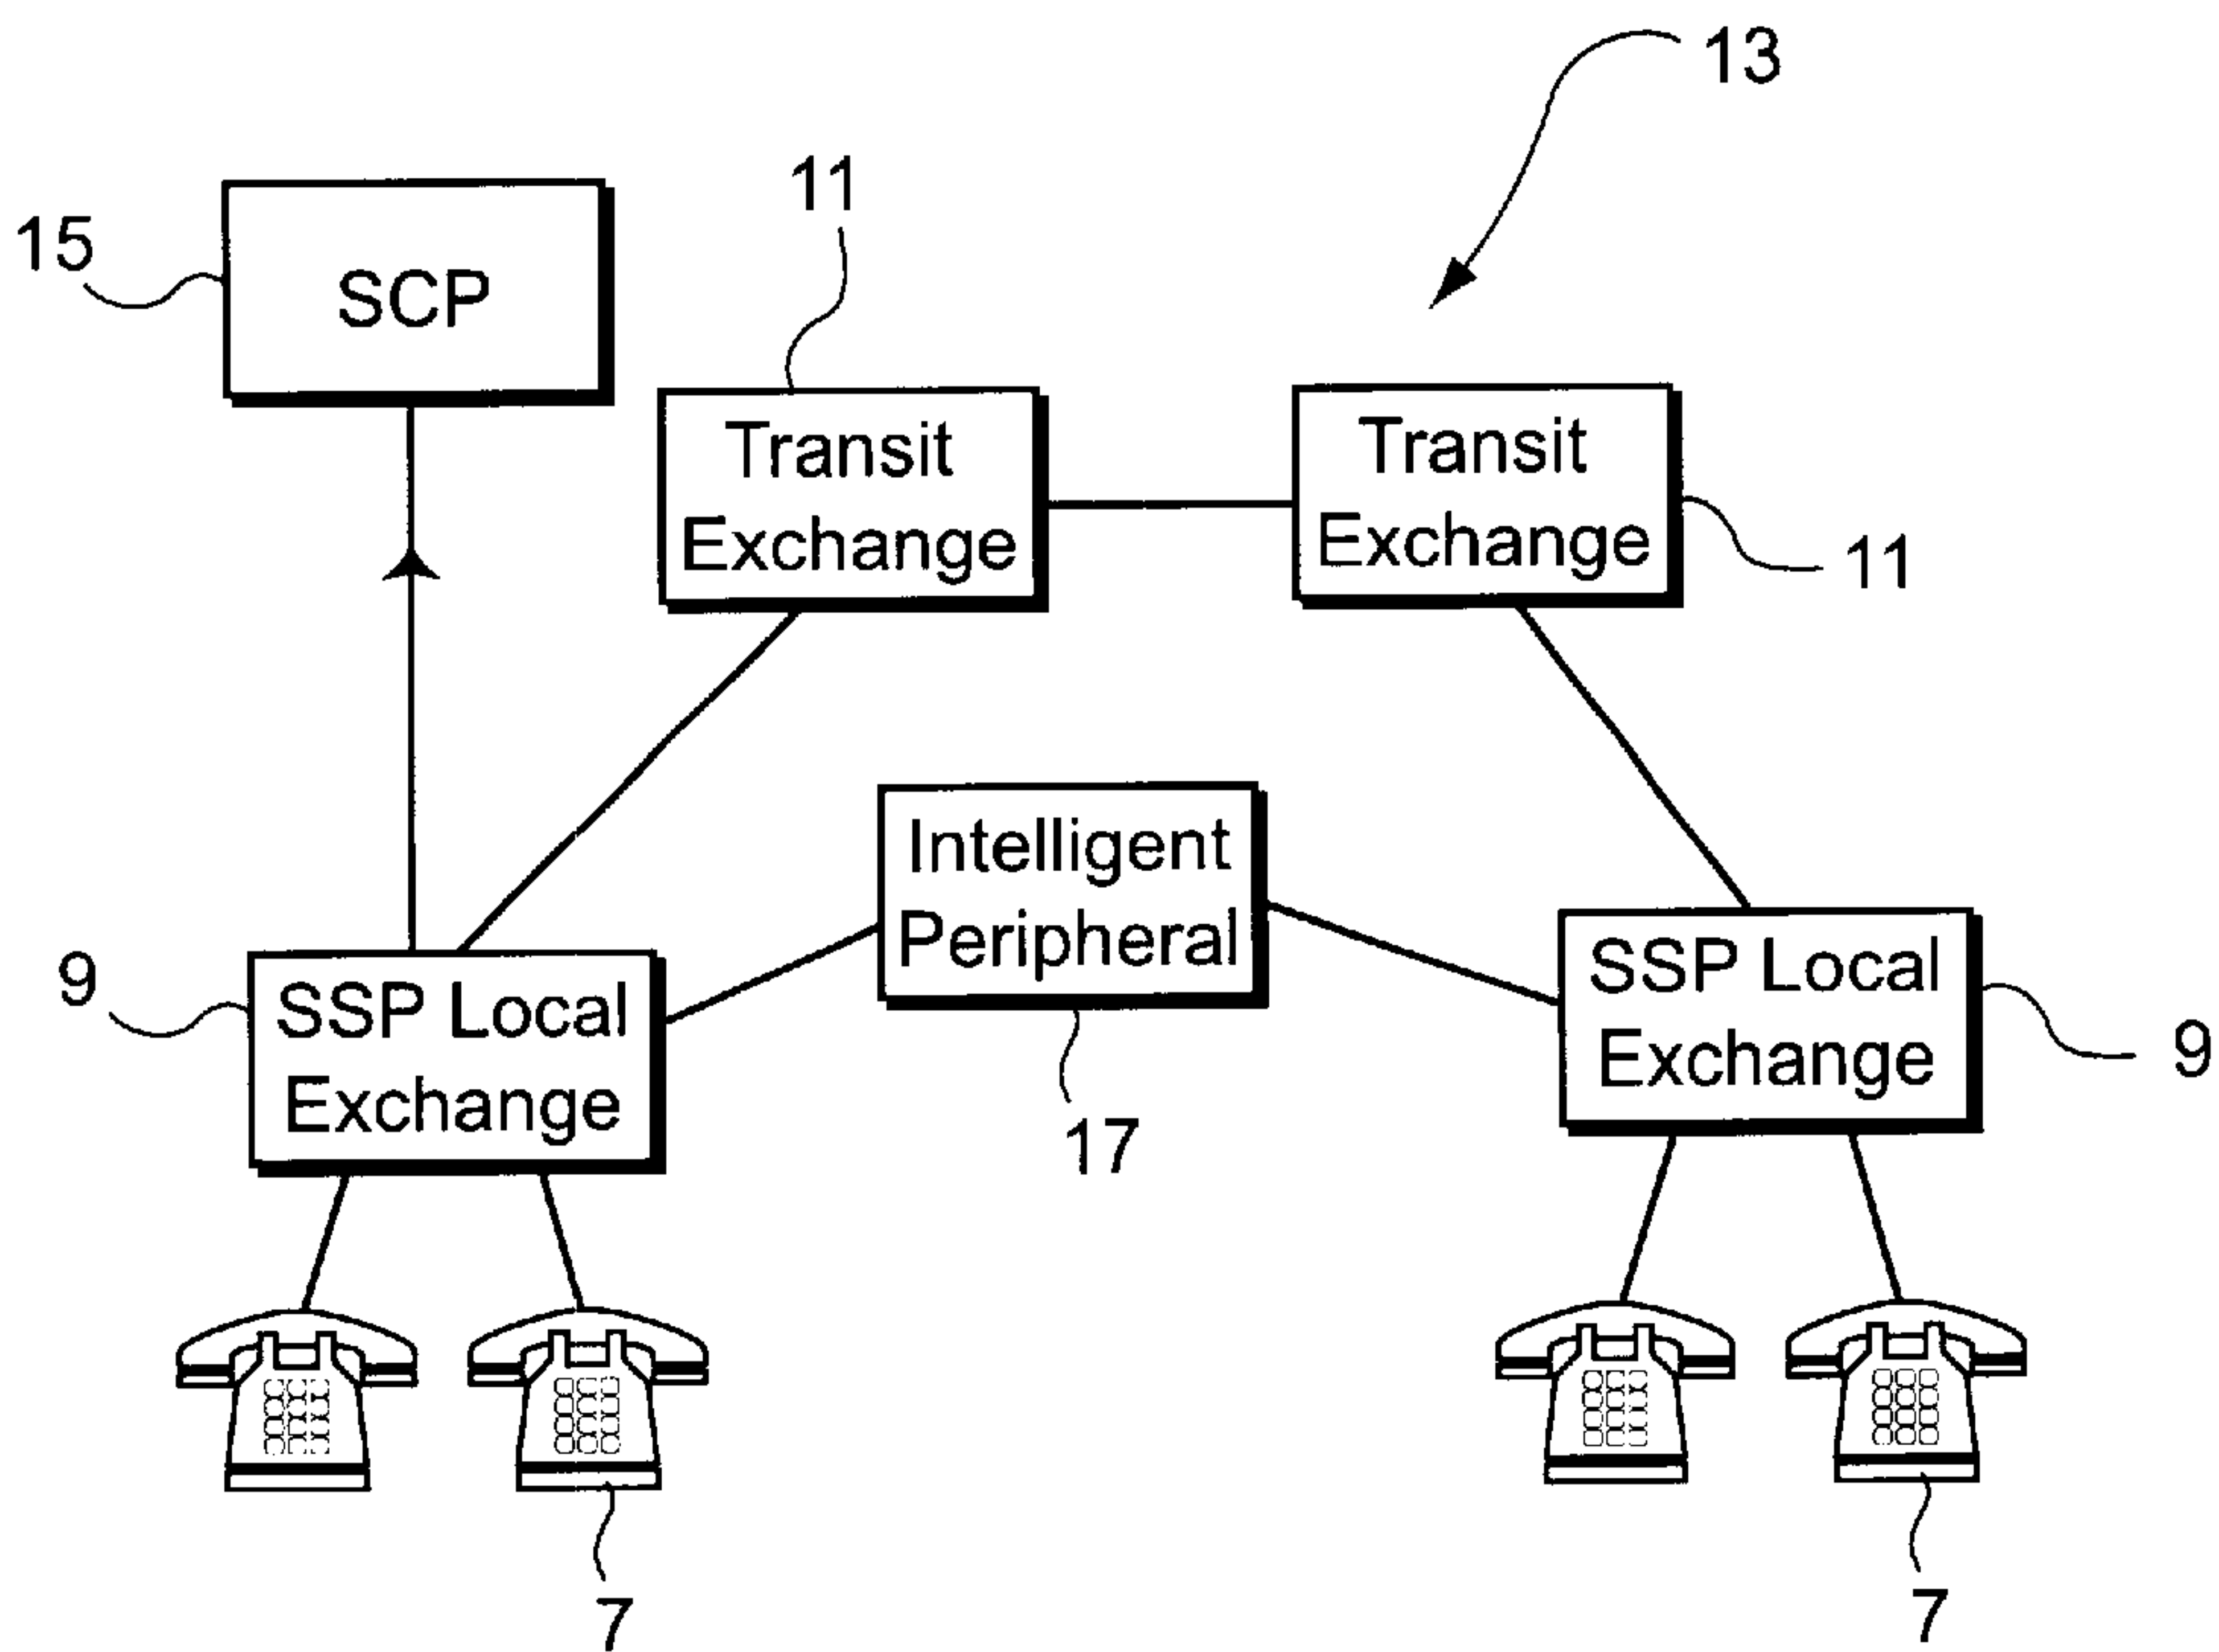 13
11
15
SCP
Transit
Exchange
Transit
Exchange
11
Intelligent
Peripheral
9
SSP Local
Exchange
SSP Local
Exchange
9
17
7
7